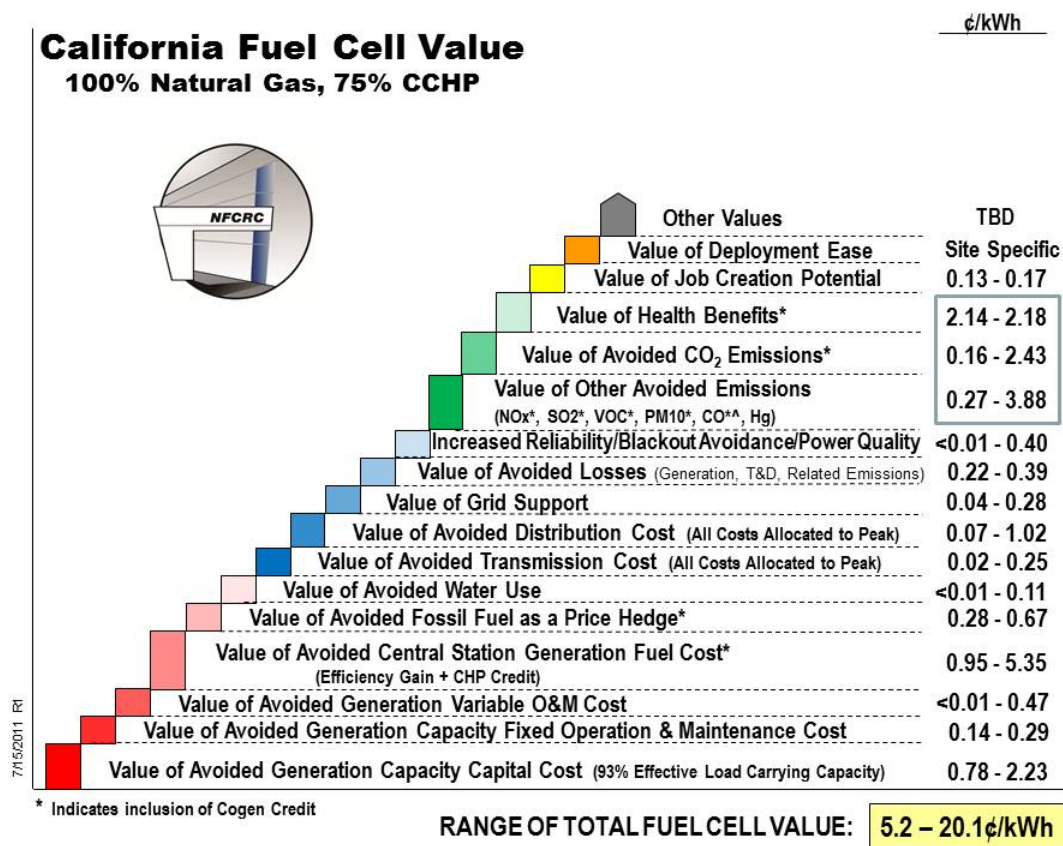 ¢/kWh
California Fuel Cell Value
100% Natural Gas, 75% CCHP
NFCRC
Other Values TBD
Value of Deployment Ease Site Specific
Value of Job Creation Potential 0.13 - 0.17
Value of Health Benefits* 2.14 - 2.18
Value of Avoided CO₂ Emissions* 0.16 - 2.43
Value of Other Avoided Emissions
(NOx*, SO2*, VOC*, PM10*, CO*^, Hg) 0.27 - 3.88
Increased Reliability/Blackout Avoidance/Power Quality <0.01 - 0.40
Value of Avoided Losses (Generation, T&D, Related Emissions) 0.22 - 0.39
Value of Grid Support 0.04 - 0.28
Value of Avoided Distribution Cost (All Costs Allocated to Peak) 0.07 - 1.02
Value of Avoided Transmission Cost (All Costs Allocated to Peak) 0.02 - 0.25
Value of Avoided Water Use <0.01 - 0.11
Value of Avoided Fossil Fuel as a Price Hedge* 0.28 - 0.67
Value of Avoided Central Station Generation Fuel Cost* 0.95 - 5.35
(Efficiency Gain + CHP Credit)
Value of Avoided Generation Variable O&M Cost <0.01 - 0.47
Value of Avoided Generation Capacity Fixed Operation & Maintenance Cost 0.14 - 0.29
Value of Avoided Generation Capacity Capital Cost (93% Effective Load Carrying Capacity) 0.78 - 2.23
7/15/2011 R1
* Indicates inclusion of Cogen Credit
RANGE OF TOTAL FUEL CELL VALUE: 5.2 – 20.1¢/kWh